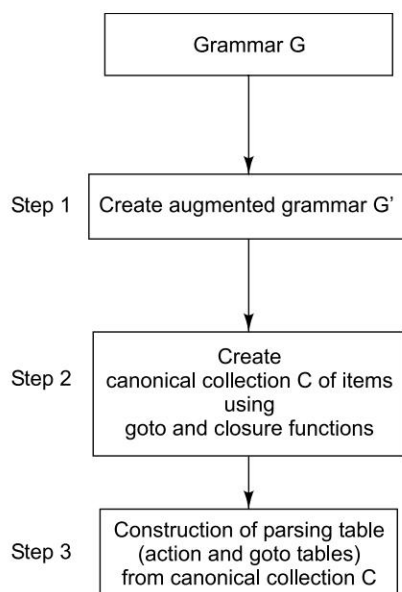 Grammar G
Step 1
Create augmented grammar G’
Step 2
Create
canonical collection C of items
using
goto and closure functions
Step 3
Construction of parsing table
(action and goto tables)
from canonical collection C